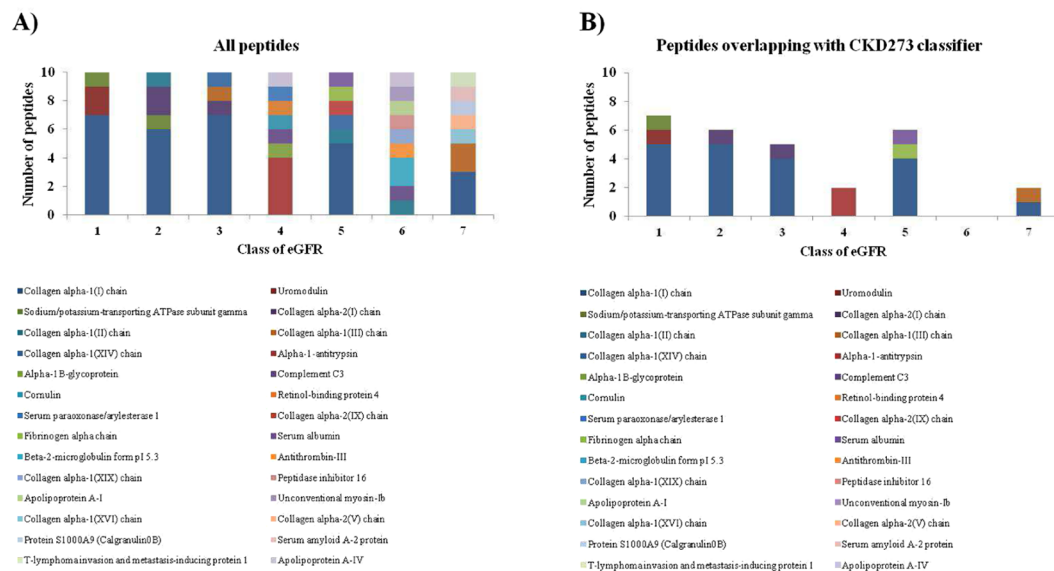 A)
All peptides
Number of peptides
10
8
6
4
2
0
1 2 3 4 5 6 7
Class of eGFR
Collagen alpha-1(I) chain
Uromodulin
Sodium/potassium-transporting ATPase subunit gamma
Collagen alpha-2(I) chain
Collagen alpha-1(II) chain
Collagen alpha-1(III) chain
Collagen alpha-1(XIV) chain
Alpha-1-antitrypsin
Alpha-1B-glycoprotein
Complement C3
Cornulin
Retinol-binding protein 4
Serum paraoxonase/arylesterase 1
Collagen alpha-2(IX) chain
Fibrinogen alpha chain
Serum albumin
Beta-2-microglobulin form pI 5.3
Antithrombin-III
Collagen alpha-1(XIX) chain
Peptidase inhibitor 16
Apolipoprotein A-I
Unconventional myosin-Ib
Collagen alpha-1(XVI) chain
Collagen alpha-2(V) chain
Protein S100A9 (Calgranulin0B)
Serum amyloid A-2 protein
T-lymphoma invasion and metastasis-inducing protein 1
Apolipoprotein A-IV
B)
Peptides overlapping with CKD273 classifier
Number of peptides
10
8
6
4
2
0
1 2 3 4 5 6 7
Class of eGFR
Collagen alpha-1(I) chain
Uromodulin
Sodium/potassium-transporting ATPase subunit gamma
Collagen alpha-2(I) chain
Collagen alpha-1(II) chain
Collagen alpha-1(III) chain
Collagen alpha-1(XIV) chain
Alpha-1-antitrypsin
Alpha-1B-glycoprotein
Complement C3
Cornulin
Retinol-binding protein 4
Serum paraoxonase/arylesterase 1
Collagen alpha-2(IX) chain
Fibrinogen alpha chain
Serum albumin
Beta-2-microglobulin form pI 5.3
Antithrombin-III
Collagen alpha-1(XIX) chain
Peptidase inhibitor 16
Apolipoprotein A-I
Unconventional myosin-Ib
Collagen alpha-1(XVI) chain
Collagen alpha-2(V) chain
Protein S100A9 (Calgranulin0B)
Serum amyloid A-2 protein
T-lymphoma invasion and metastasis-inducing protein 1
Apolipoprotein A-IV